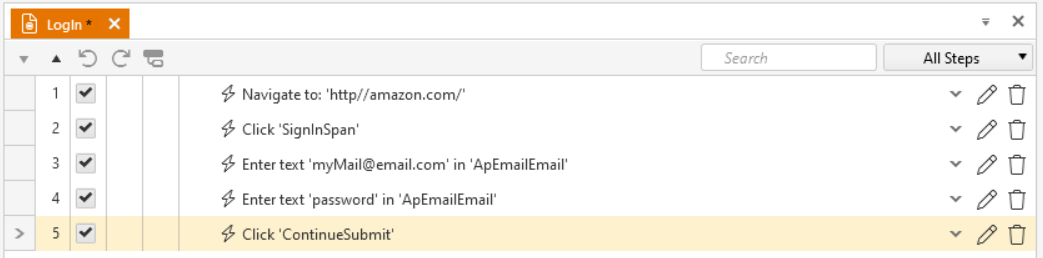 LogIn *
Search
All Steps
1 Navigate to: 'http//amazon.com/'
2 Click 'SignInSpan'
3 Enter text 'myMail@email.com' in 'ApEmailEmail'
4 Enter text 'password' in 'ApEmailEmail'
5 Click 'ContinueSubmit'